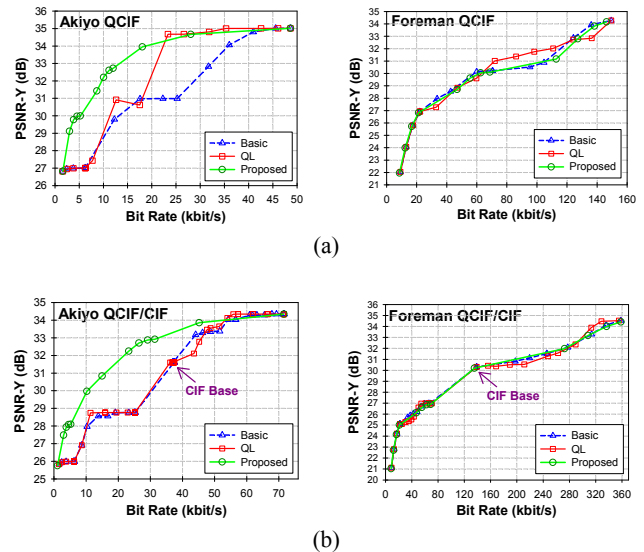 Akiyo QCIF
PSNR-Y (dB)
36
35
34
33
32
31
30
29
28
27
26
0 5 10 15 20 25 30 35 40 45 50
Bit Rate (kbit/s)
Basic
QL
Proposed
Foreman QCIF
PSNR-Y (dB)
35
34
33
32
31
30
29
28
27
26
25
24
23
22
21
0 20 40 60 80 100 120 140 160
Bit Rate (kbit/s)
Basic
QL
Proposed
(a)
Akiyo QCIF/CIF
PSNR-Y (dB)
35
34
33
32
31
30
29
28
27
26
25
0 10 20 30 40 50 60 70
Bit Rate (kbit/s)
CIF Base
Basic
QL
Proposed
Foreman QCIF/CIF
PSNR-Y (dB)
36
35
34
33
32
31
30
29
28
27
26
25
24
23
22
21
20
0 40 80 120 160 200 240 280 320 360
Bit Rate (kbit/s)
CIF Base
Basic
QL
Proposed
(b)